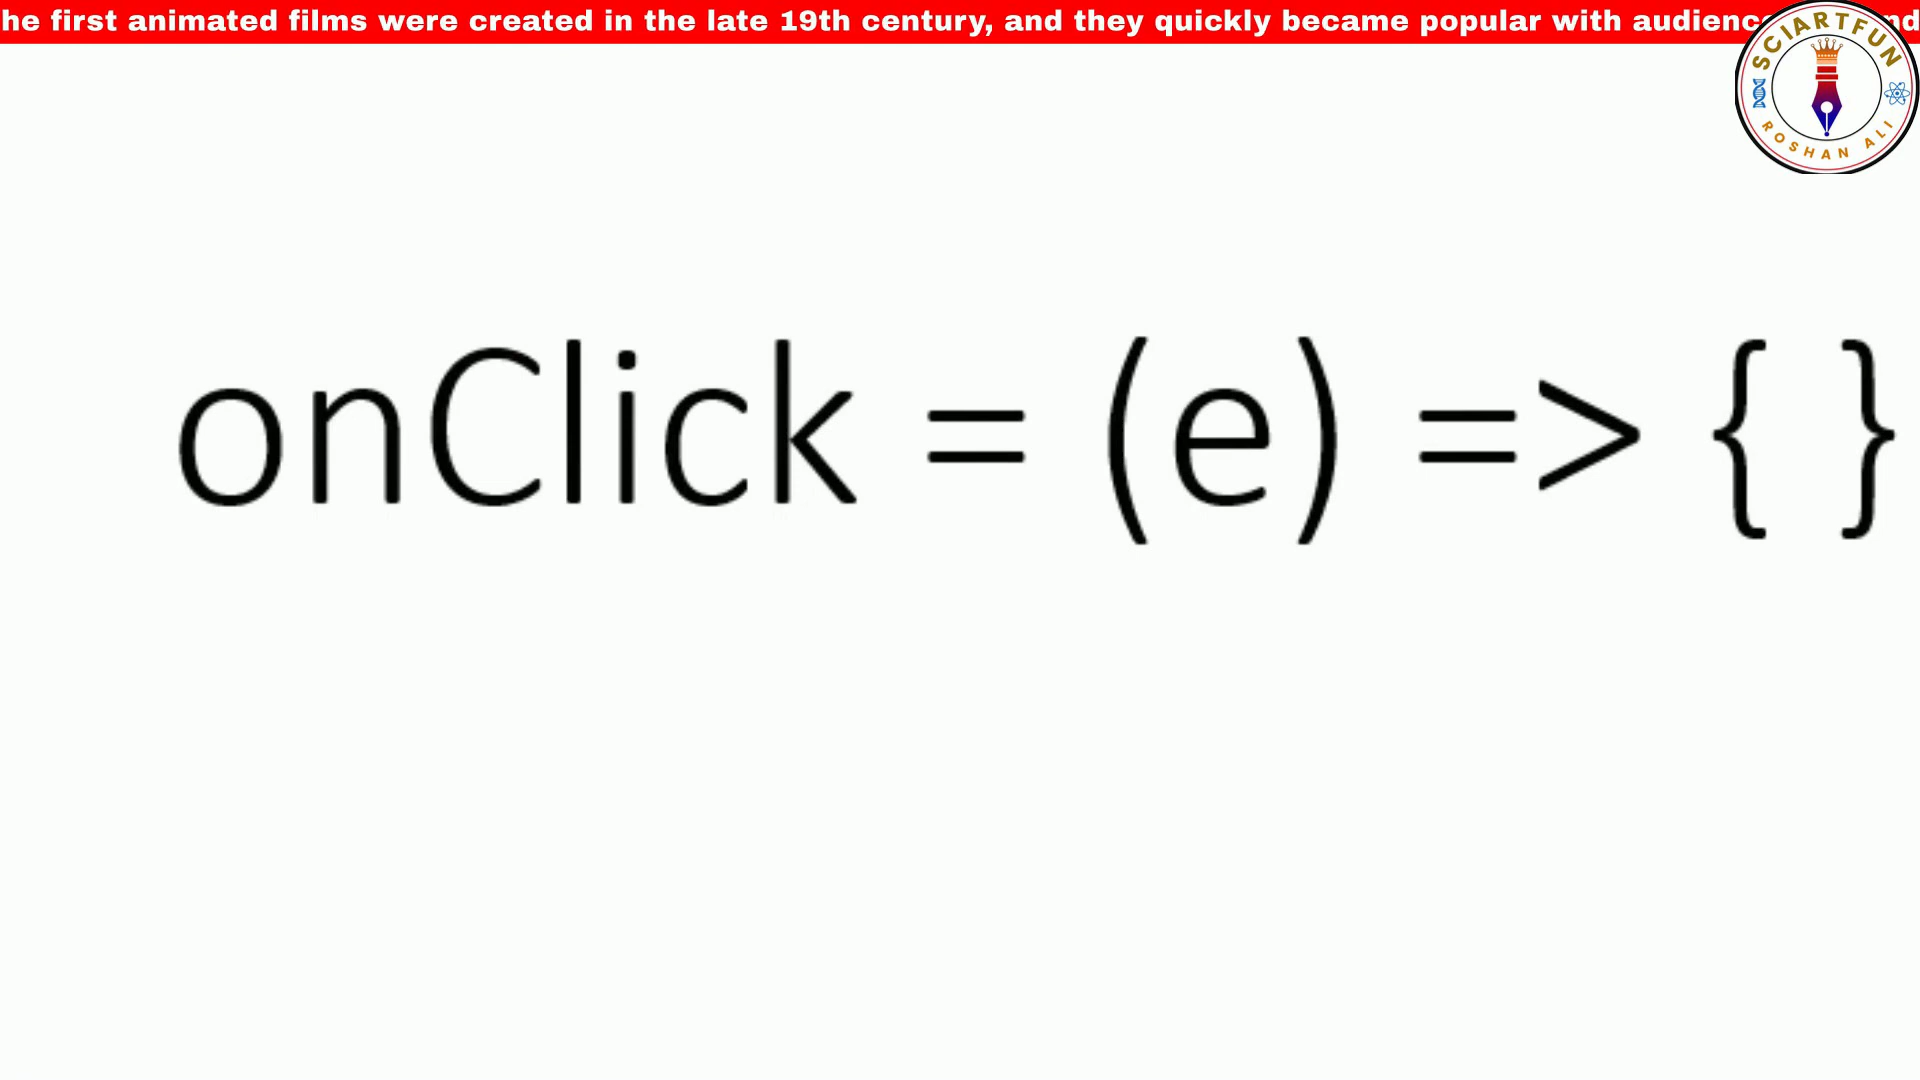 he first animated films were created in the late 19th century, and they quickly became popular with
SCIARTFUN
ROSHAN ALI
onClick = (e) => { }